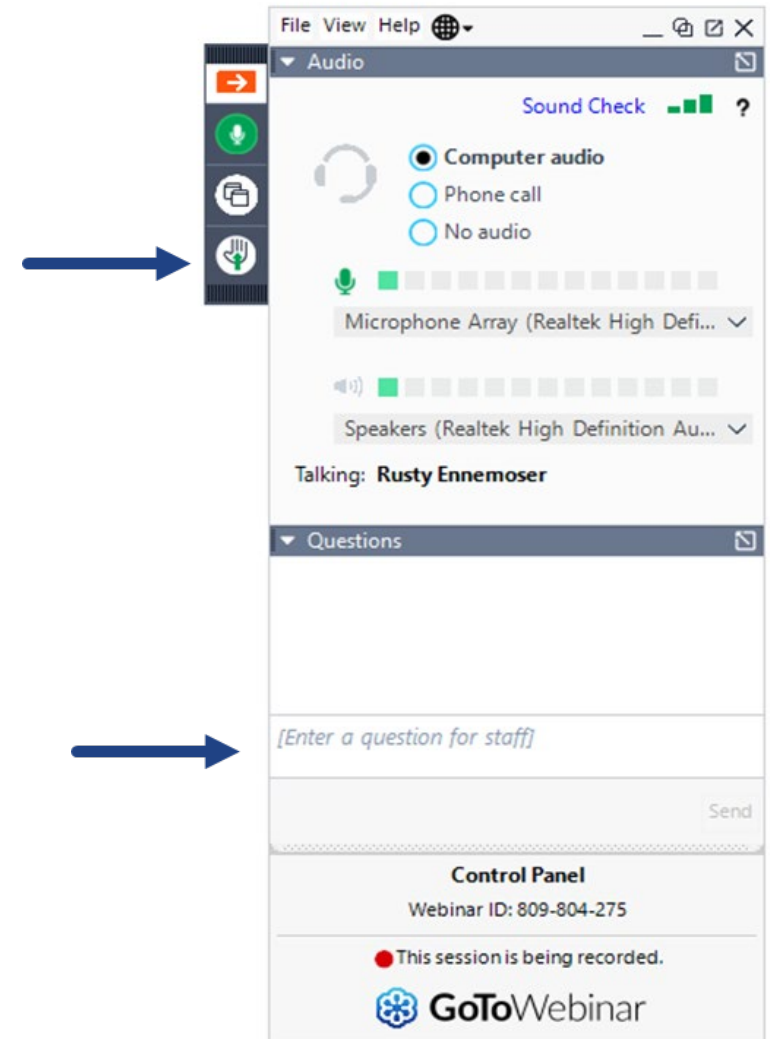 File View Help
Audio
Sound Check ?
Computer audio
Phone call
No audio
Microphone Array (Realtek High Defi...
Speakers (Realtek High Definition Au...
Talking: Rusty Ennemoser
Questions
[Enter a question for staff]
Send
Control Panel
Webinar ID: 809-804-275
This session is being recorded.
GoToWebinar